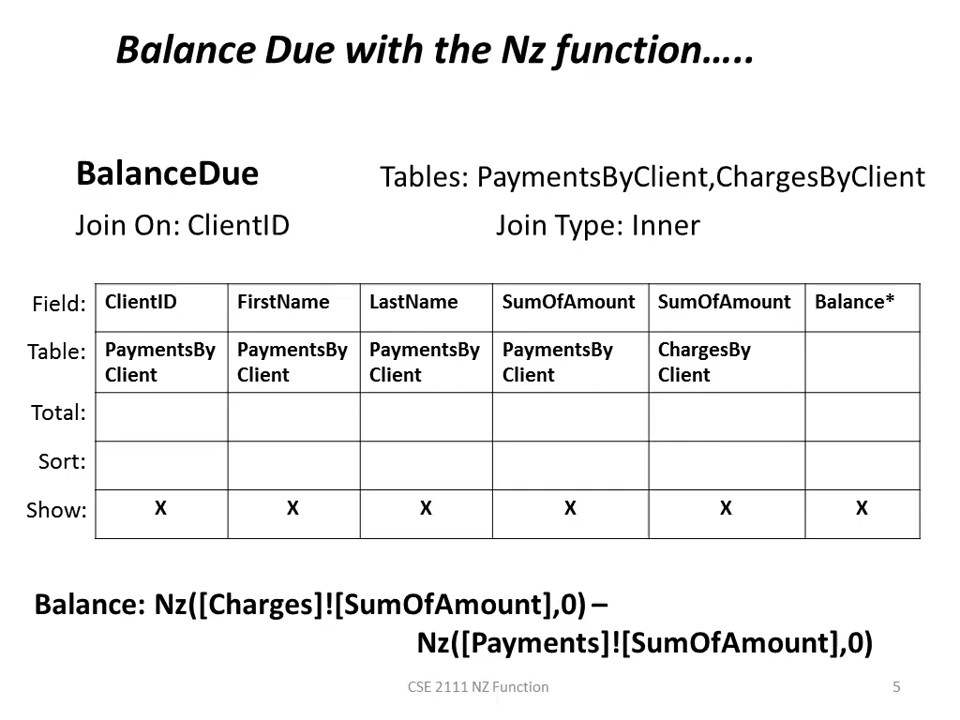 Balance Due with the Nz function…..
BalanceDue
Tables: PaymentsByClient,ChargesByClient
Join On: ClientID
Join Type: Inner
Field: ClientID FirstName LastName SumOfAmount SumOfAmount Balance*
Table: PaymentsBy PaymentsBy PaymentsBy PaymentsBy ChargesBy
Client Client Client Client Client
Total:
Sort:
Show: X X X X X X
Balance: Nz([Charges]![SumOfAmount],0) –
Nz([Payments]![SumOfAmount],0)
CSE 2111 NZ Function
5